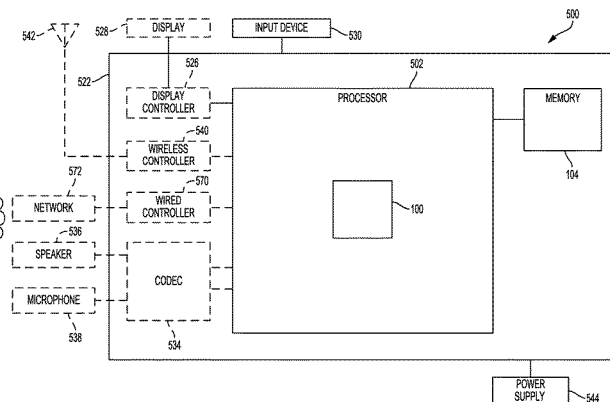 500
542
528
DISPLAY
INPUT DEVICE
530
522
526
502
DISPLAY
CONTROLLER
PROCESSOR
MEMORY
540
WIRELESS
CONTROLLER
104
572
570
NETWORK
WIRED
CONTROLLER
100
536
SPEAKER
CODEC
MICROPHONE
538
534
POWER
SUPPLY
544